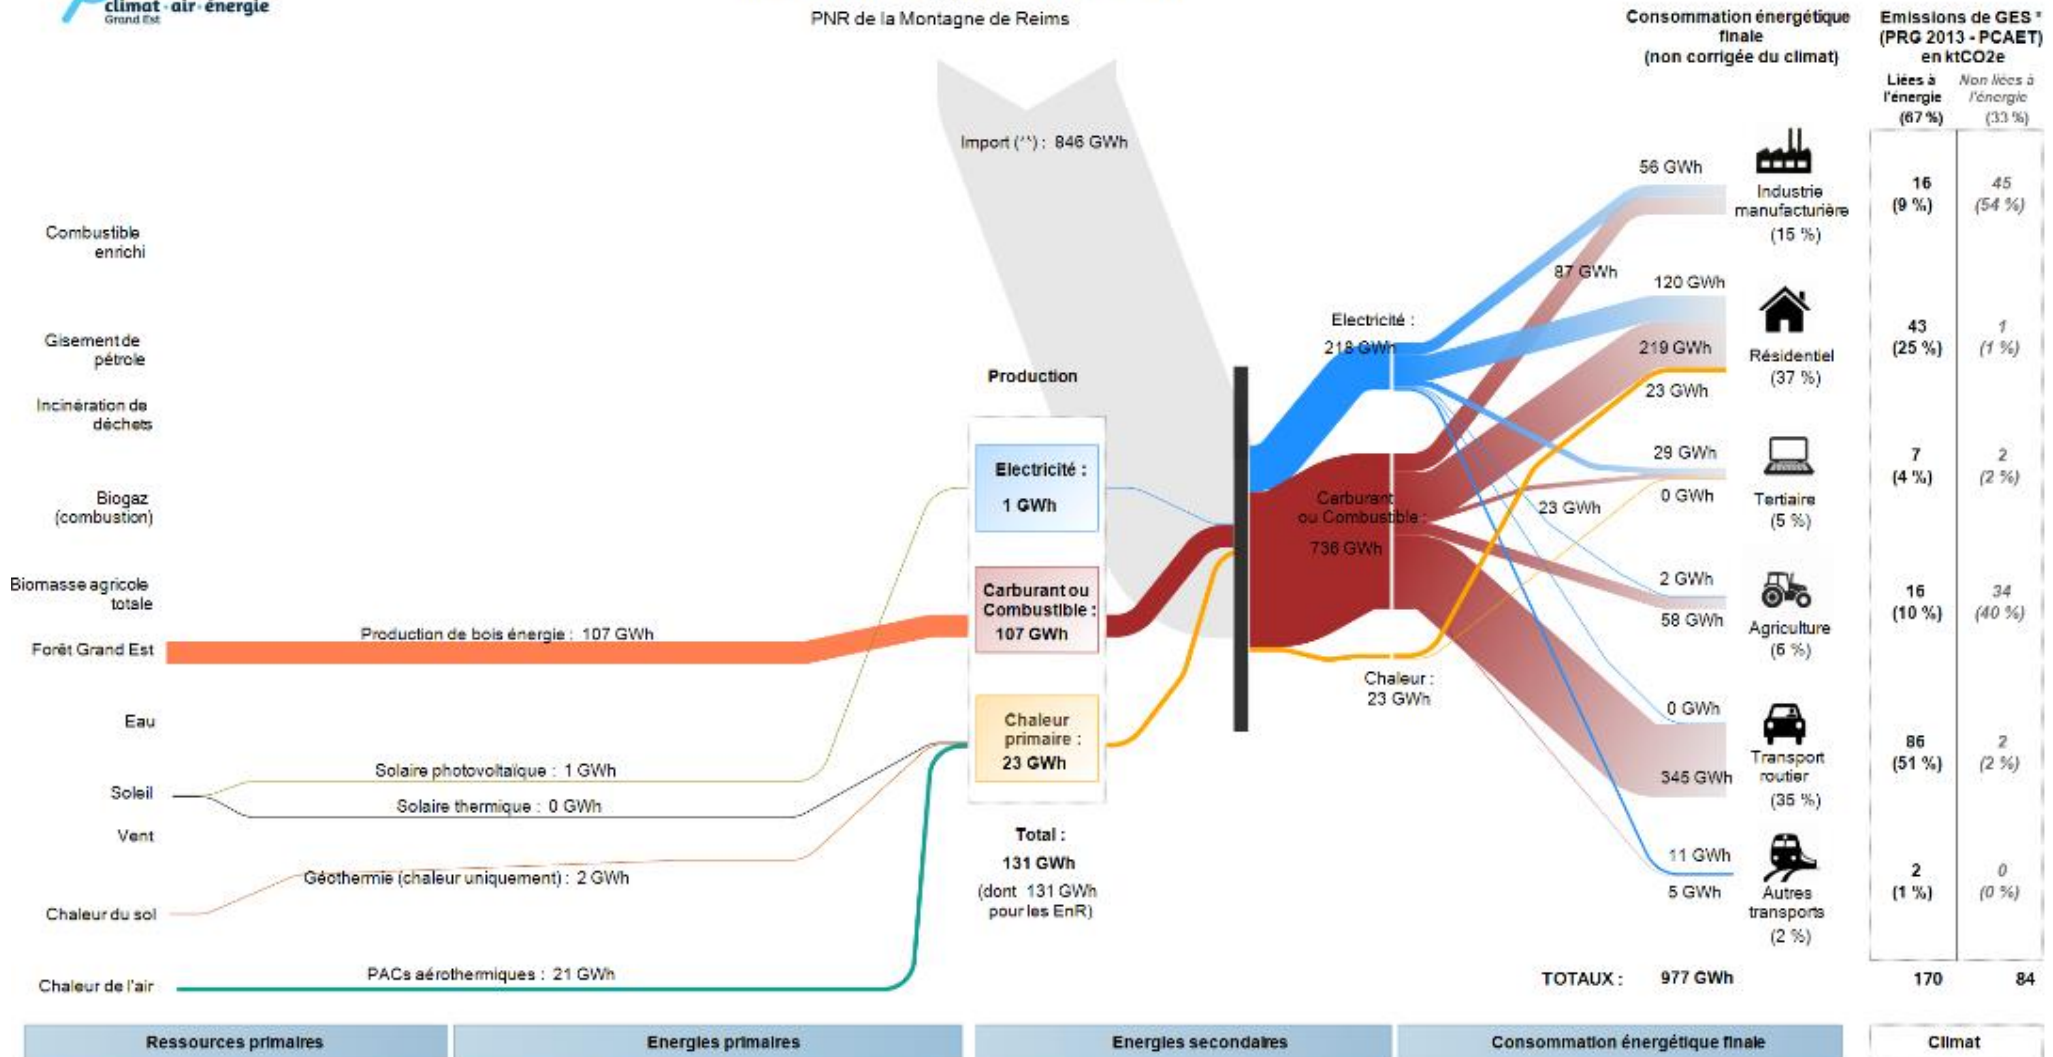 climat · air · énergie
Grand Est
PNR de la Montagne de Reims
Consommation énergétique
finale
(non corrigée du climat)
Emissions de GES *
(PRG 2013 - PCAET)
en ktCO2e
Liées à
l'énergie
(67 %)
Non liées à
l'énergie
(33 %)
Import (**) : 846 GWh
56 GWh
Industrie
manufacturière
(15 %)
16
(9 %)
45
(54 %)
Combustible
enrichi
87 GWh
120 GWh
Gisement de
pétrole
Electricité :
218 GWh
219 GWh
Résidentiel
(37 %)
43
(25 %)
1
(1 %)
23 GWh
Production
Incinération de
déchets
Electricité :
1 GWh
29 GWh
0 GWh
Tertiaire
(5 %)
7
(4 %)
2
(2 %)
Biogaz
(combustion)
Carburant
ou Combustible :
736 GWh
23 GWh
Biomasse agricole
totale
Carburant ou
Combustible :
107 GWh
2 GWh
58 GWh
Agriculture
(6 %)
16
(10 %)
34
(40 %)
Forêt Grand Est
Production de bois énergie : 107 GWh
Chaleur :
23 GWh
Eau
Chaleur
primaire :
23 GWh
0 GWh
345 GWh
Transport
routier
(35 %)
86
(51 %)
2
(2 %)
Soleil
Solaire photovoltaïque : 1 GWh
Solaire thermique : 0 GWh
Vent
Total :
131 GWh
(dont 131 GWh
pour les EnR)
11 GWh
5 GWh
Autres
transports
(2 %)
2
(1 %)
0
(0 %)
Géothermie (chaleur uniquement) : 2 GWh
Chaleur du sol
Chaleur de l'air
PACs aérothermiques : 21 GWh
TOTAUX : 977 GWh
170
84
Ressources primaires
Energies primaires
Energies secondaires
Consommation énergétique finale
Climat